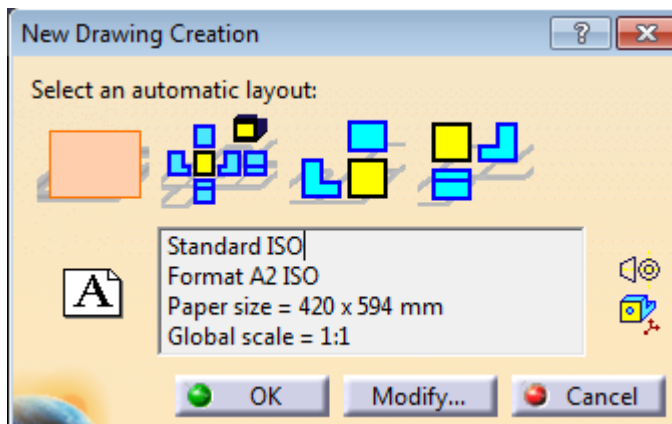 New Drawing Creation
Select an automatic layout:
Standard ISO
Format A2 ISO
Paper size = 420 x 594 mm
Global scale = 1:1
A
OK
Modify...
Cancel